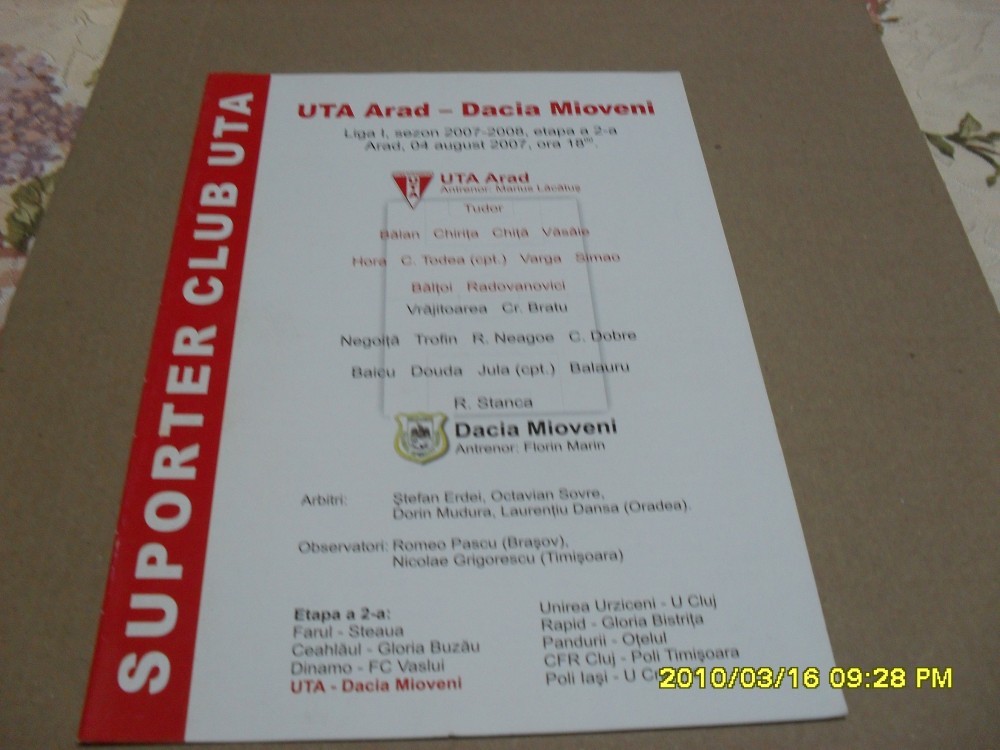 SUPORTER CLUB UTA
UTA Arad – Dacia Mioveni
Liga I, sezon 2007-2008, etapa a 2-a
Arad, 04 august 2007, ora 18⁰⁰.
UTA
UTA Arad
Antrenor: Marius Lăcătuș
Tudor
Bălan Chirița Chiță Văsâie
Hora C. Todea (cpt.) Varga Simao
Bălțoi Radovanovici
Vrăjitoarea Cr. Bratu
Negoiță Trofin R. Neagoe C. Dobre
Baicu Douda Jula (cpt.) Balauru
R. Stanca
Dacia Mioveni
Antrenor: Florin Marin
Arbitri: Ștefan Erdei, Octavian Sovre,
Dorin Mudura, Laurențiu Dansa (Oradea).
Observatori: Romeo Pascu (Brașov),
Nicolae Grigorescu (Timișoara)
Etapa a 2-a:
Farul - Steaua
Ceahlăul - Gloria Buzău
Dinamo - FC Vaslui
UTA - Dacia Mioveni
Unirea Urziceni - U Cluj
Rapid - Gloria Bistrița
Pandurii - Oțelul
CFR Cluj - Poli Timișoara
Poli Iași - U
2010/03/16 09:28 PM